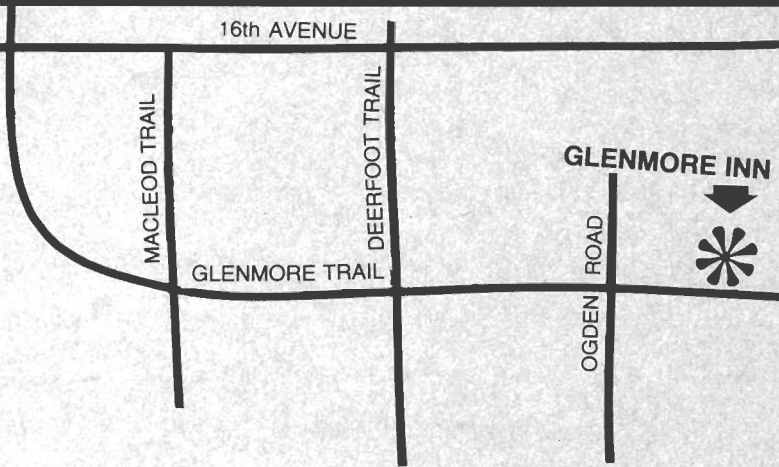 16th AVENUE
MACLEOD TRAIL
DEERFOOT TRAIL
GLENMORE INN
GLENMORE TRAIL
OGDEN ROAD